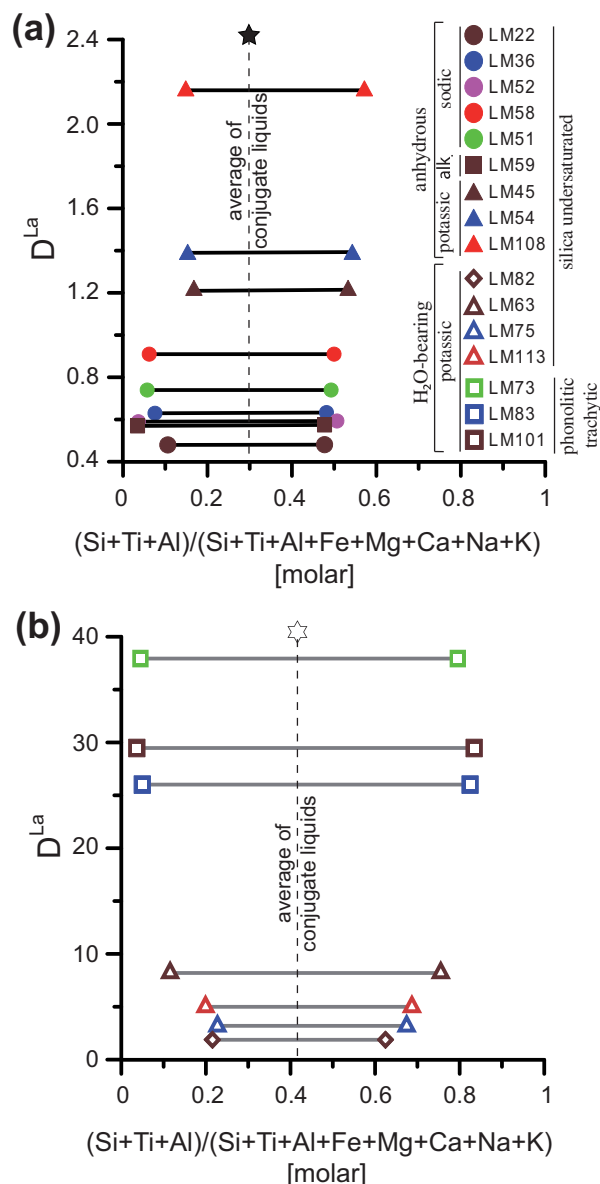 (a)
2.4
2.0
1.6
1.2
0.8
0.4
D^La
average of
conjugate liquids
0 0.2 0.4 0.6 0.8 1
(Si+Ti+Al)/(Si+Ti+Al+Fe+Mg+Ca+Na+K)
[molar]
anhydrous
sodic
alk
potassic
H₂O-bearing
potassic
LM22
LM36
LM52
LM58
LM51
LM59
LM45
LM54
LM108
LM82
LM63
LM75
LM113
LM73
LM83
LM101
silica undersaturated
phonolitic
trachytic
(b)
40
30
20
10
0
D^La
average of
conjugate liquids
0 0.2 0.4 0.6 0.8 1
(Si+Ti+Al)/(Si+Ti+Al+Fe+Mg+Ca+Na+K)
[molar]